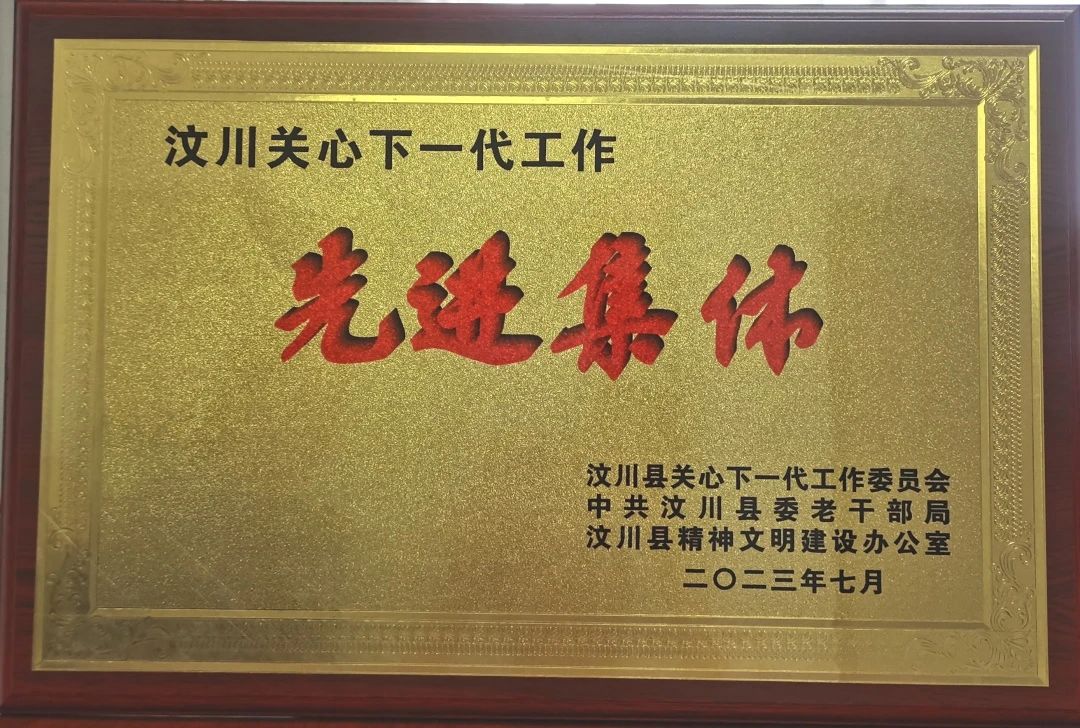 汶川关心下一代工作
先进集体
汶川县关心下一代工作委员会
中共汶川县委老干部局
汶川县精神文明建设办公室
二〇二三年七月